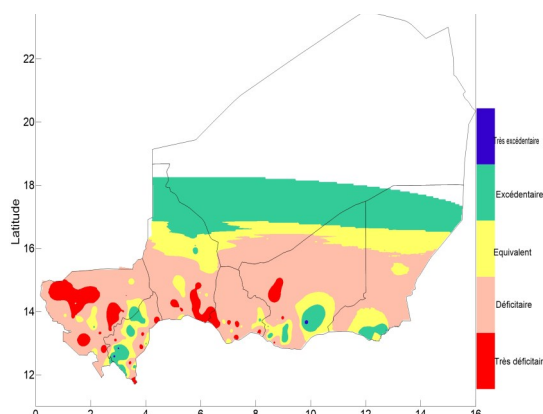 22
20
18
16
14
12
Latitude
0 2 4 6 8 10 12 14 16
Très excédentaire
Excédentaire
Equivalent
Déficitaire
Très déficitair